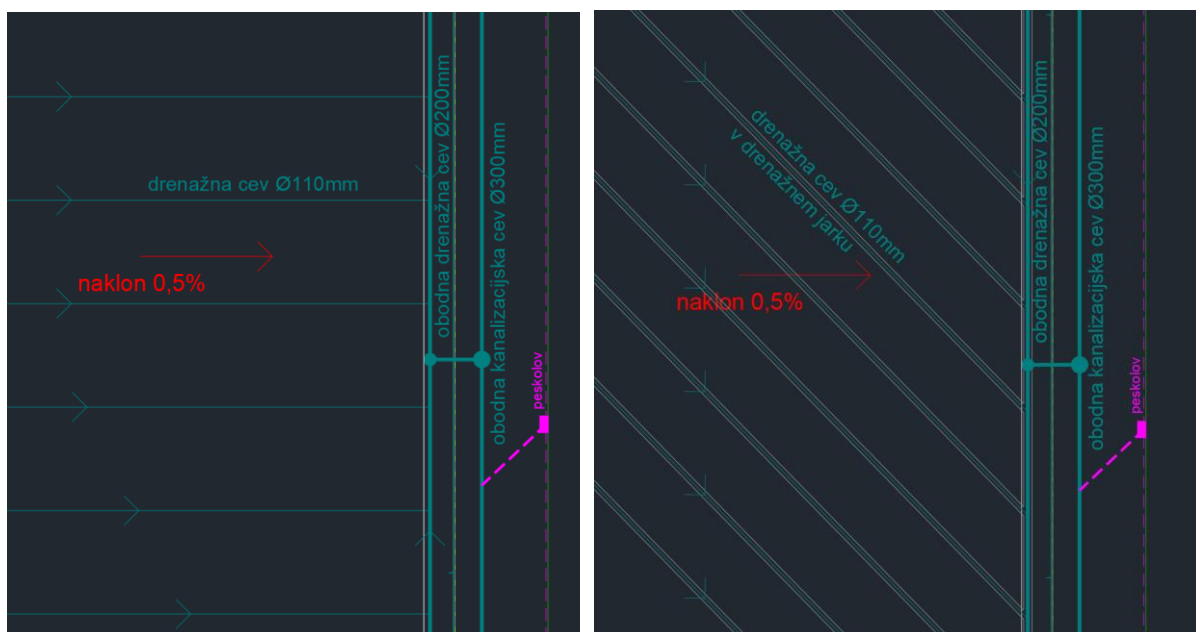 drenažna cev Ø110mm
naklon 0,5%
obodna drenažna cev Ø200mm
obodna kanalizacijska cev Ø300mm
peskolov
drenažna cev Ø110mm
v drenažnem jarku
naklon 0,5%
obodna drenažna cev Ø200mm
obodna kanalizacijska cev Ø300mm
peskolov